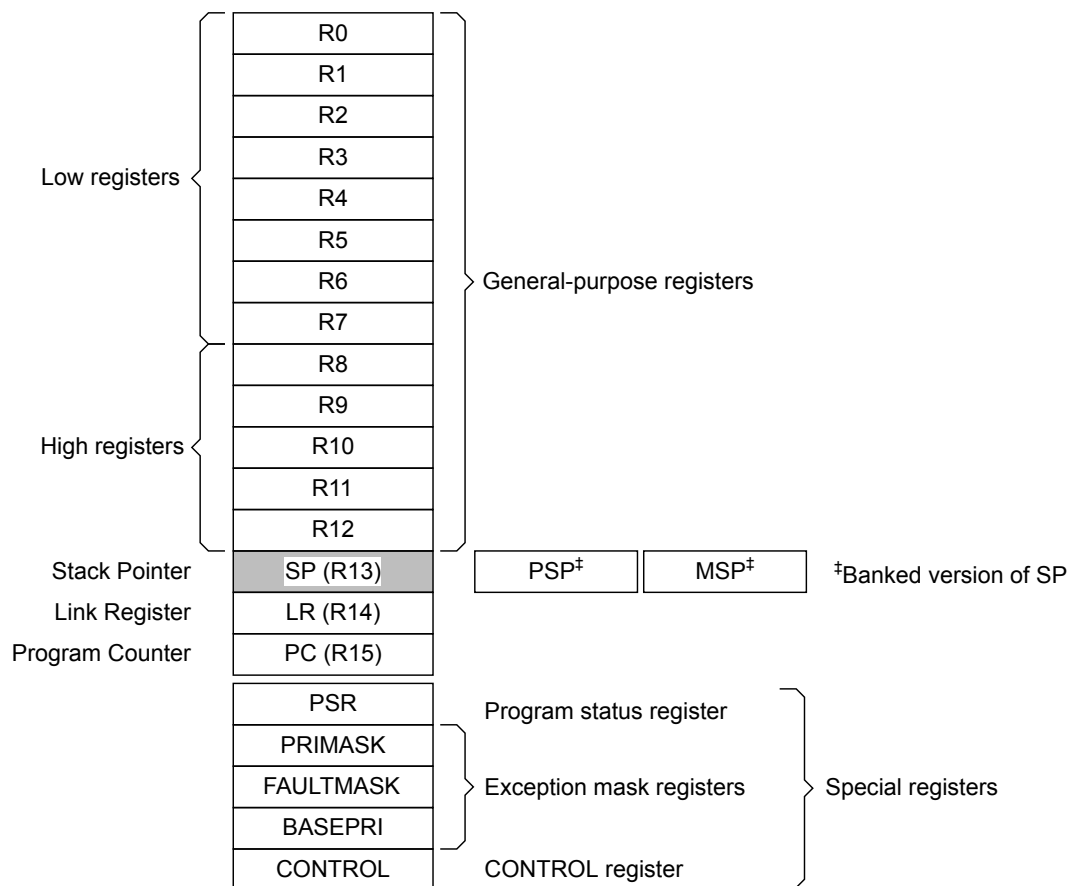 R0
R1
R2
R3
Low registers
R4
R5
R6
General-purpose registers
R7
R8
R9
High registers
R10
R11
R12
Stack Pointer SP (R13) PSP‡ MSP‡ ‡Banked version of SP
Link Register LR (R14)
Program Counter PC (R15)
PSR Program status register
PRIMASK
FAULTMASK Exception mask registers Special registers
BASEPRI
CONTROL CONTROL register